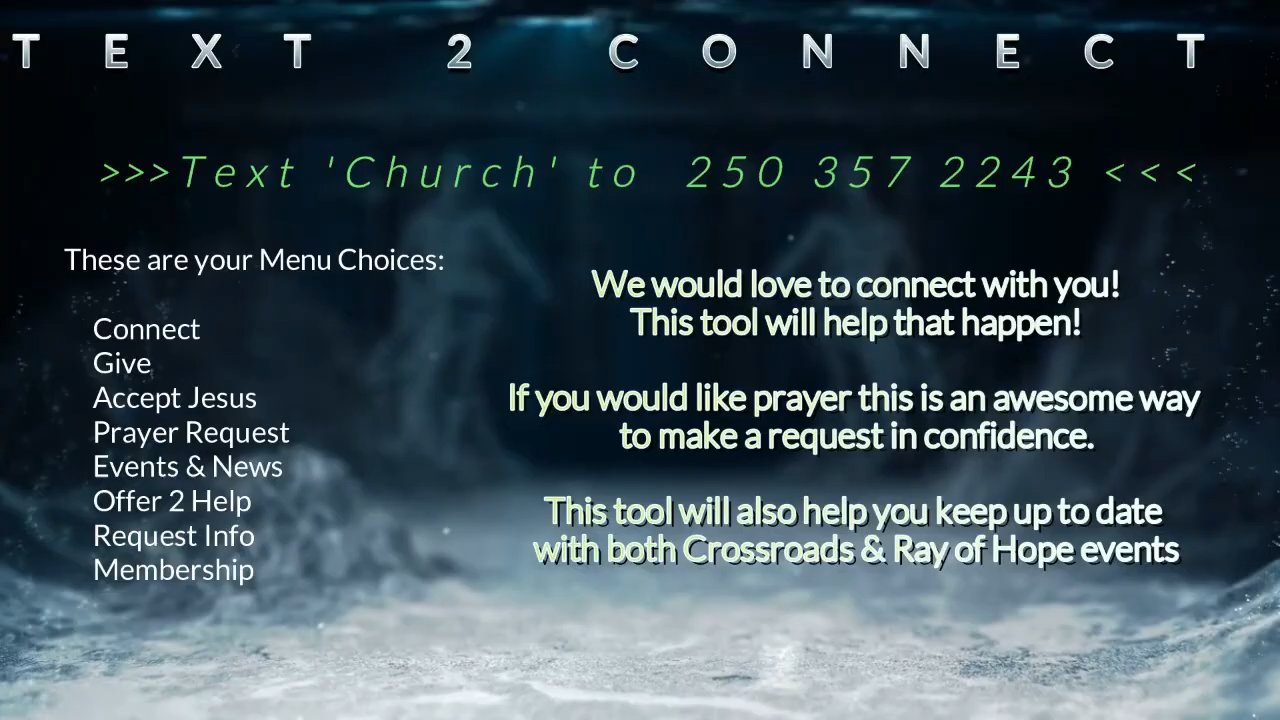 TEXT 2 CONNECT
>>>Text 'Church' to 250 357 2243 <<<
These are your Menu Choices:
Connect
Give
Accept Jesus
Prayer Request
Events & News
Offer 2 Help
Request Info
Membership
We would love to connect with you!
This tool will help that happen!
If you would like prayer this is an awesome way
to make a request in confidence.
This tool will also help you keep up to date
with both Crossroads & Ray of Hope events